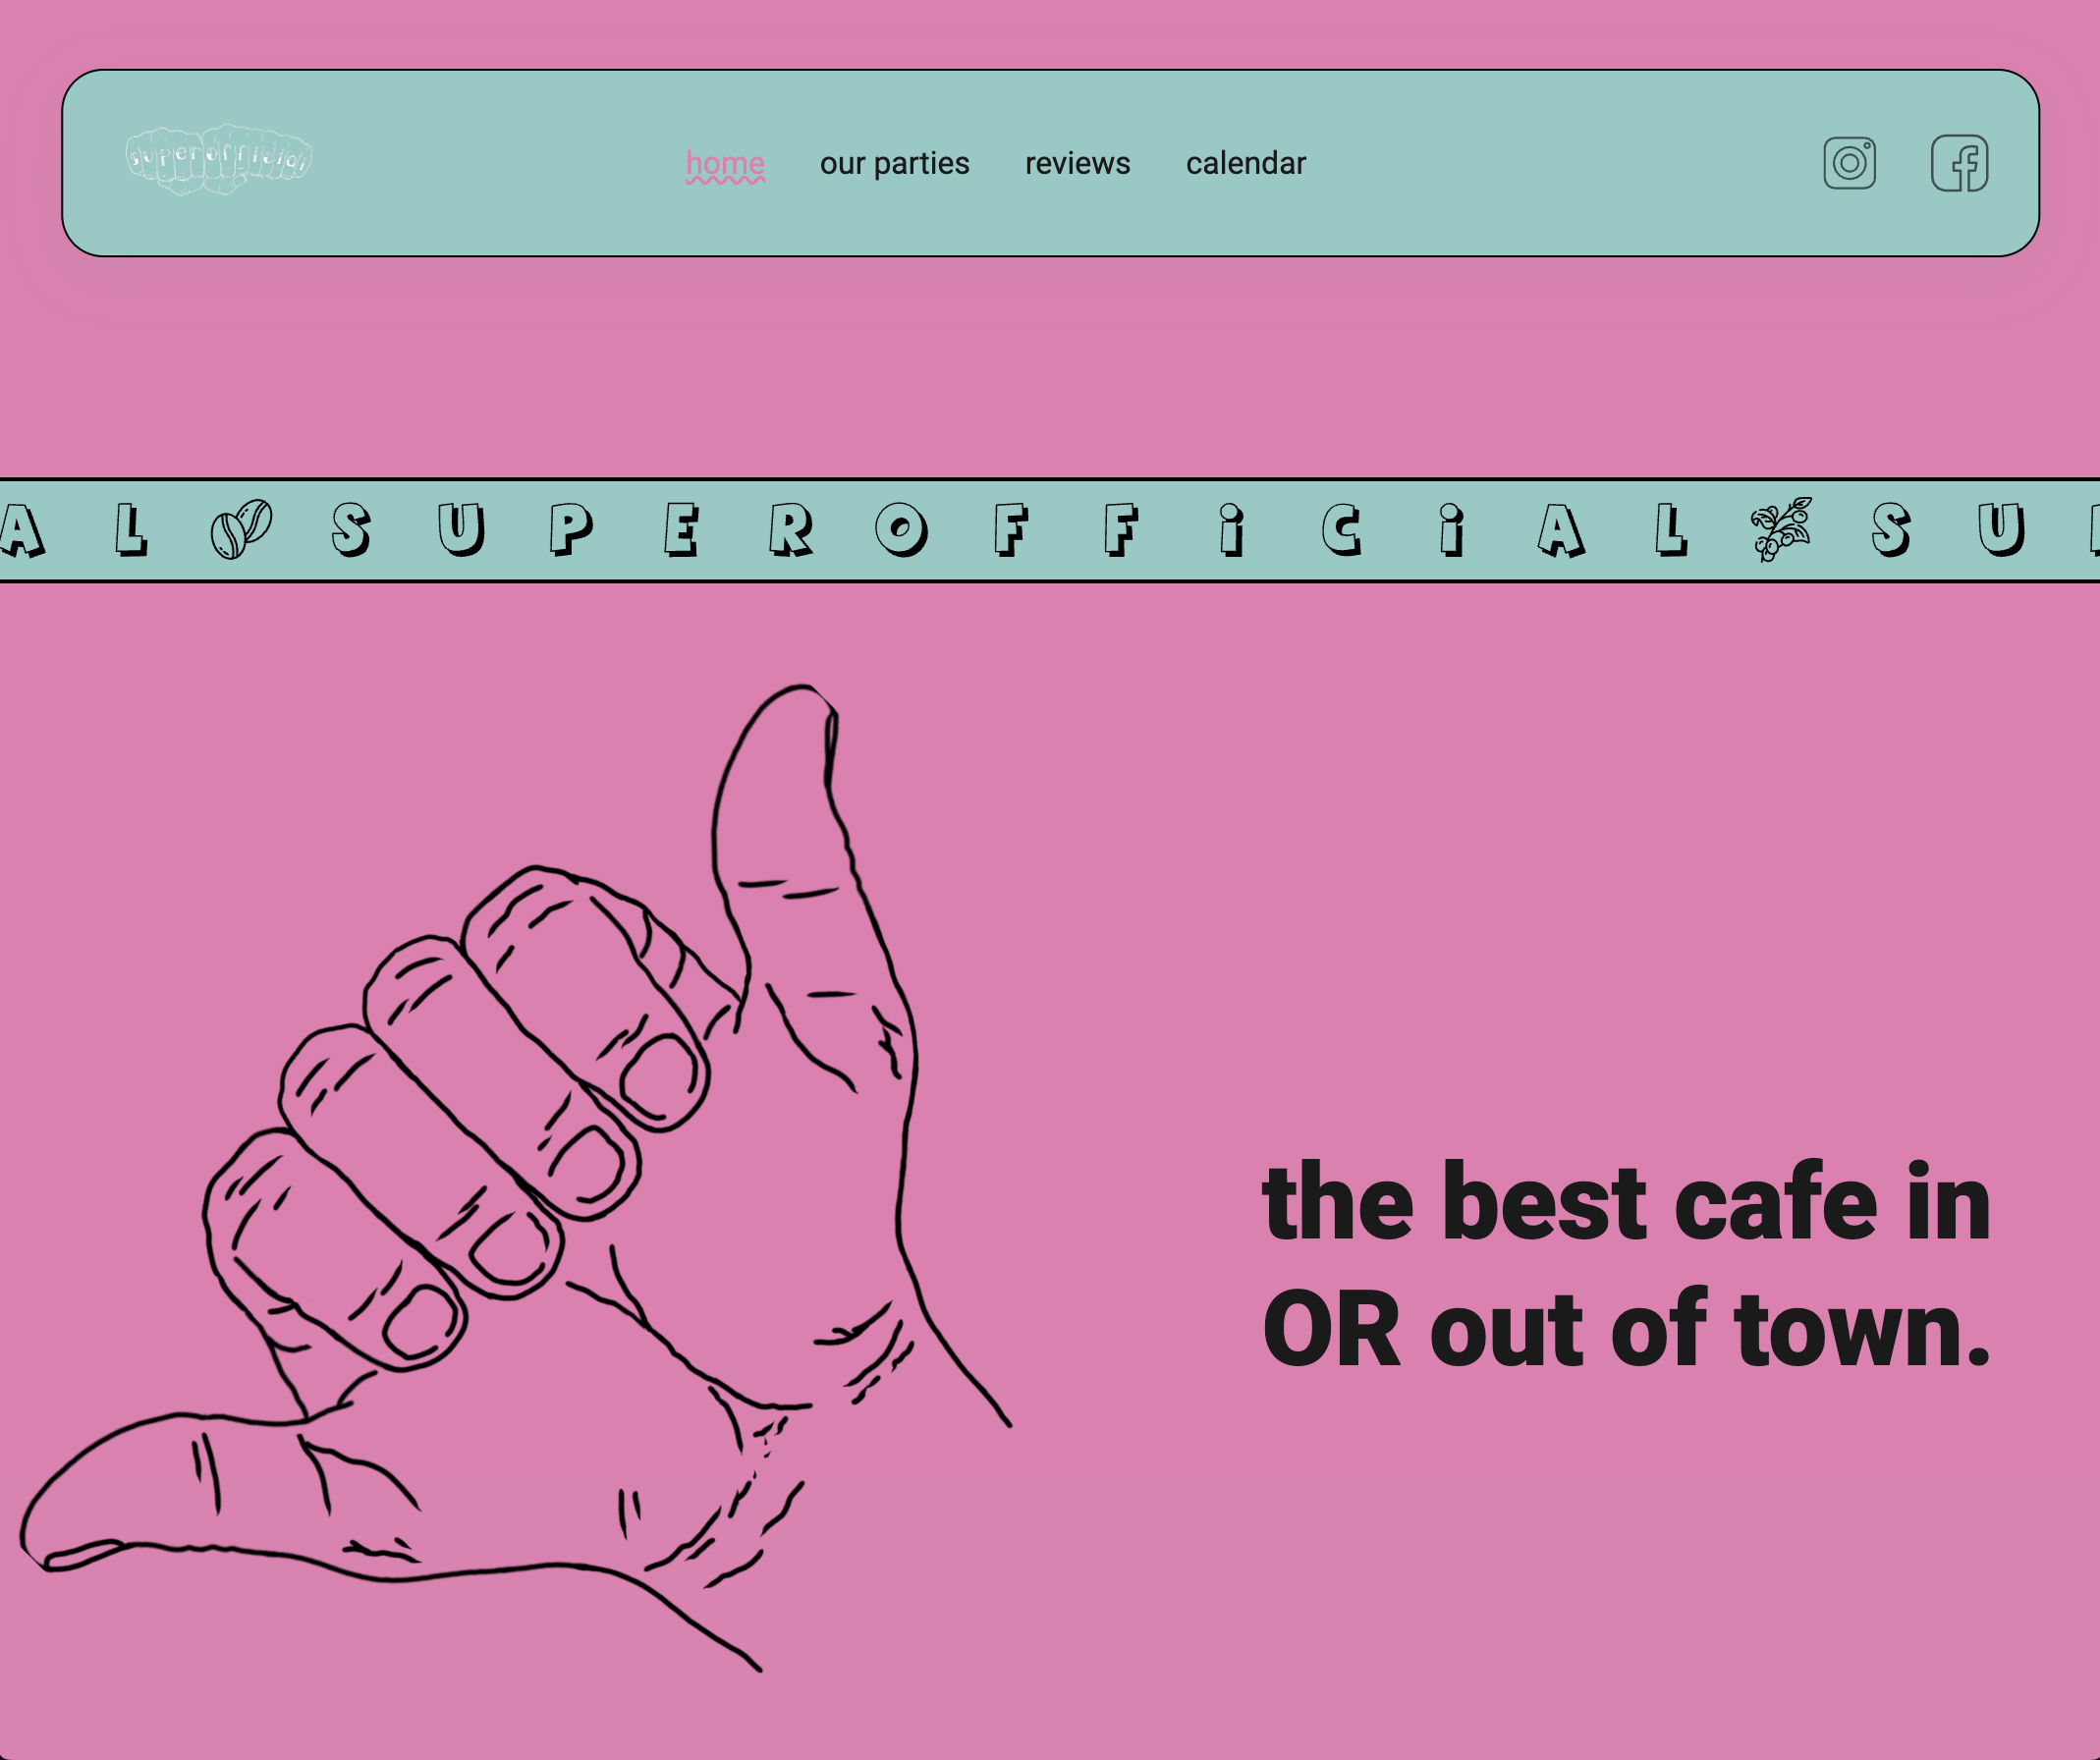 superofficial
home our parties reviews calendar
A L S U P E R O F F i C i A L S U
the best cafe in
OR out of town.